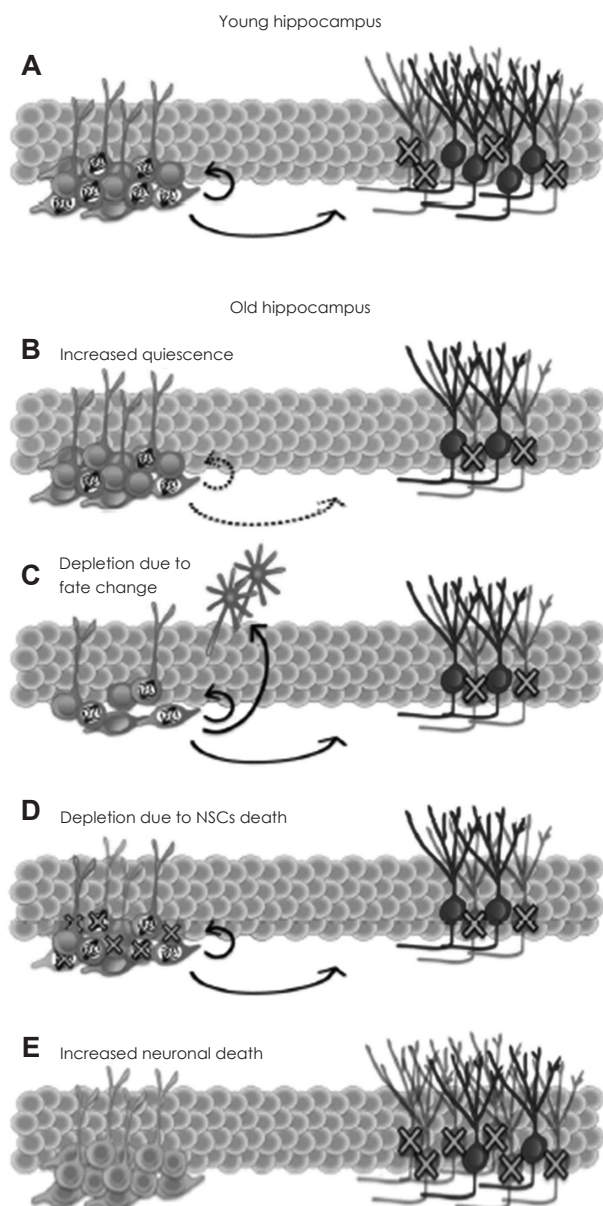 Young hippocampus
A
Old hippocampus
B Increased quiescence
C Depletion due to
fate change
D Depletion due to NSCs death
E Increased neuronal death